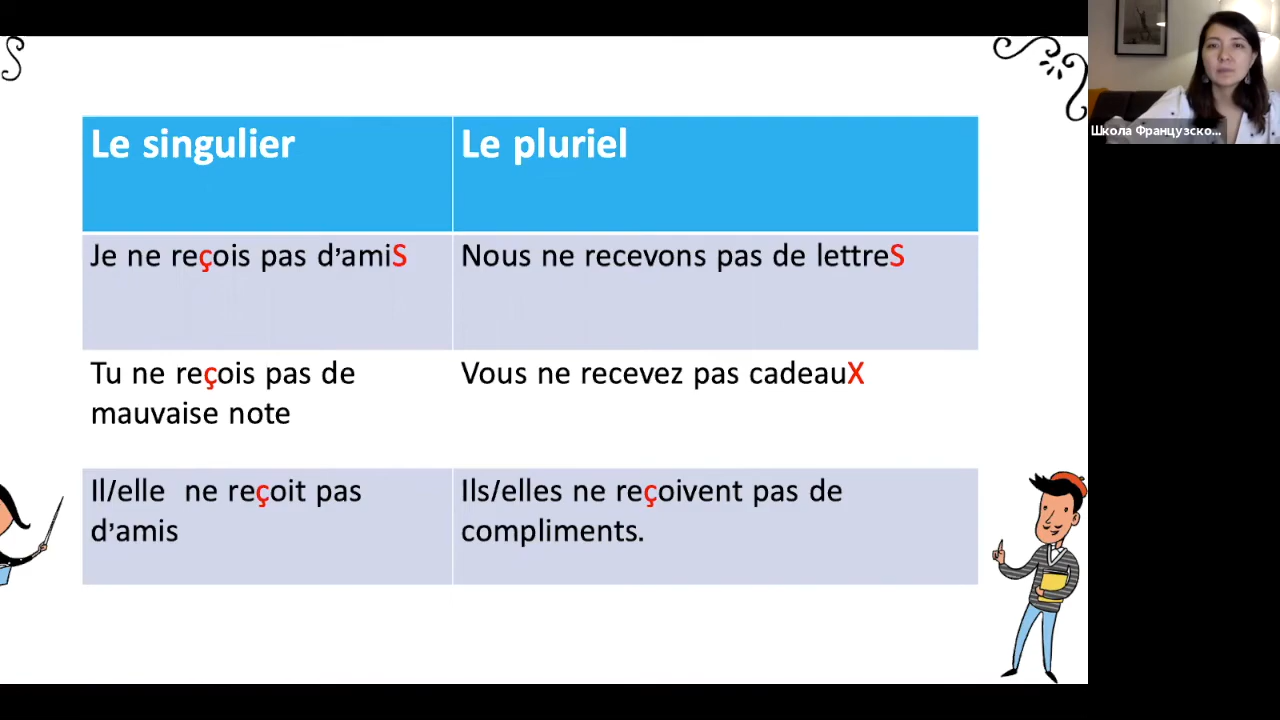 Le singulier
Le pluriel
Je ne reçois pas d’amiS
Nous ne recevons pas de lettreS
Tu ne reçois pas de
mauvaise note
Vous ne recevez pas cadeauX
Il/elle ne reçoit pas
d’amis
Ils/elles ne reçoivent pas de
compliments.
Школа Французско...